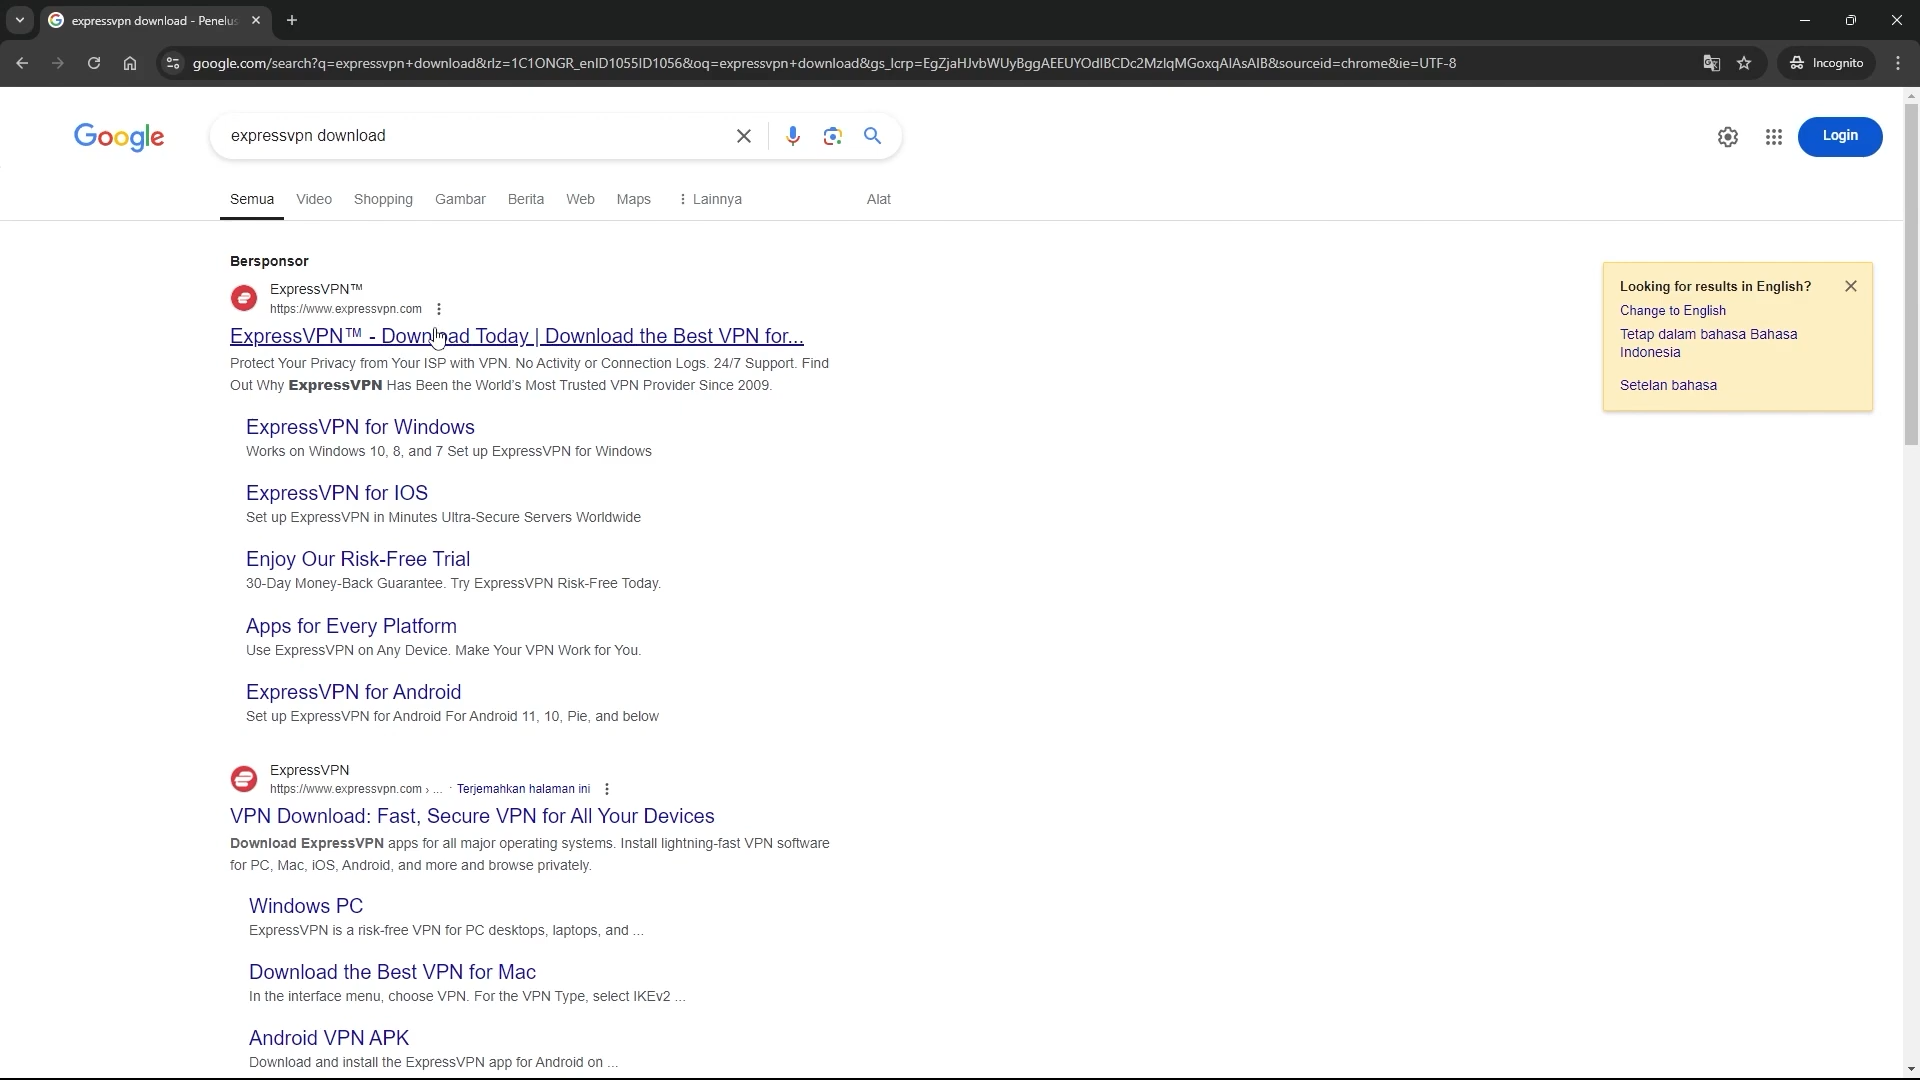 expressvpn download - Penelus
google.com/search?q=expressvpn+download&rlz=1C1ONGR_enID1055ID1056&oq=expressvpn+download&gs_lcrp=EgZjaHJvbWUyBggAEEUYOdIBCDc2MzlqMGoxqAIAsAIB&sourceid=chrome&ie=UTF-8
Incognito
Google
expressvpn download
Login
Semua Video Shopping Gambar Berita Web Maps Lainnya Alat
Bersponsor
ExpressVPN™
https://www.expressvpn.com
ExpressVPN™ - Download Today | Download the Best VPN for...
Protect Your Privacy from Your ISP with VPN. No Activity or Connection Logs. 24/7 Support. Find
Out Why ExpressVPN Has Been the World's Most Trusted VPN Provider Since 2009.
ExpressVPN for Windows
Works on Windows 10, 8, and 7 Set up ExpressVPN for Windows
ExpressVPN for IOS
Set up ExpressVPN in Minutes Ultra-Secure Servers Worldwide
Enjoy Our Risk-Free Trial
30-Day Money-Back Guarantee. Try ExpressVPN Risk-Free Today.
Apps for Every Platform
Use ExpressVPN on Any Device. Make Your VPN Work for You.
ExpressVPN for Android
Set up ExpressVPN for Android For Android 11, 10, Pie, and below
ExpressVPN
https://www.expressvpn.com › ... · Terjemahkan halaman ini
VPN Download: Fast, Secure VPN for All Your Devices
Download ExpressVPN apps for all major operating systems. Install lightning-fast VPN software
for PC, Mac, iOS, Android, and more and browse privately.
Windows PC
ExpressVPN is a risk-free VPN for PC desktops, laptops, and ...
Download the Best VPN for Mac
In the interface menu, choose VPN. For the VPN Type, select IKEv2 ...
Android VPN APK
Download and install the ExpressVPN app for Android on ...
Looking for results in English?
Change to English
Tetap dalam bahasa Bahasa
Indonesia
Setelan bahasa